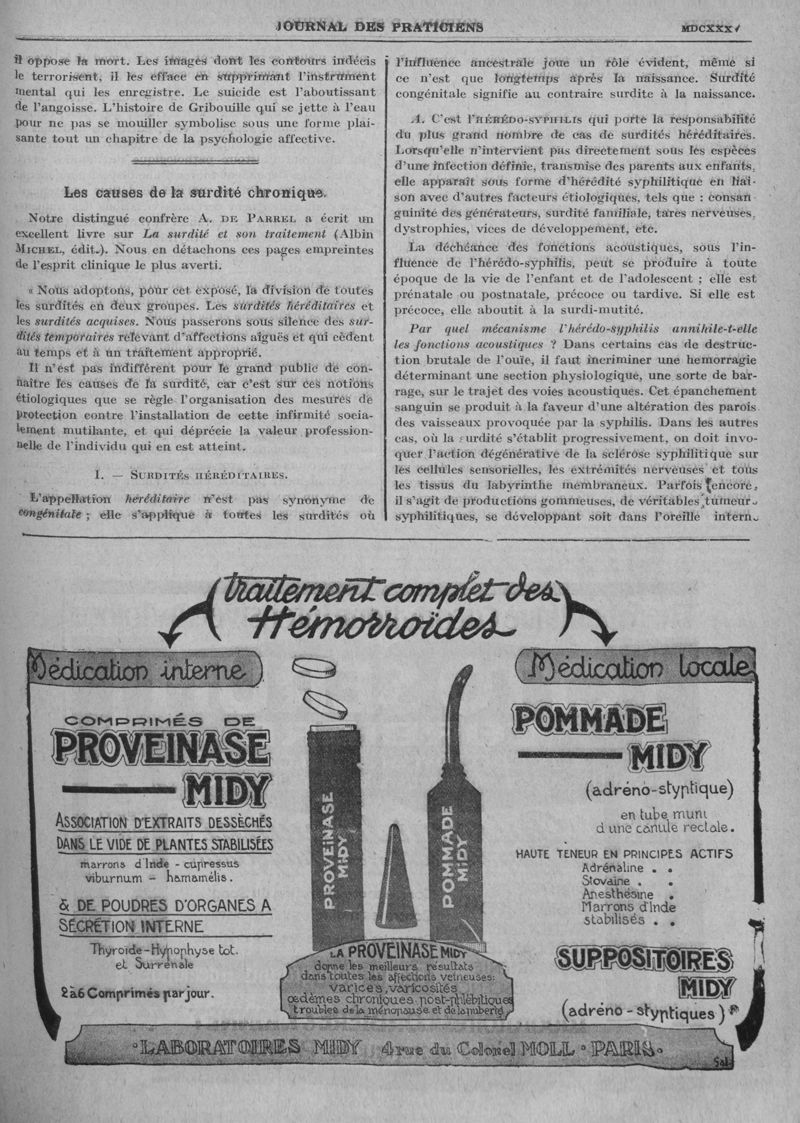 JOURNAL DES PRATICIENS
il oppose la mort. Les images dont les contours indécis
le terrorisent, il les efface en supprimant l'instrument
mental qui les enregistre. Le suicide est l'aboutissant
de l'angoisse. L'histoire de Gribouille qui se jette à l'eau
pour ne pas se mouiller symbolise sous une forme plai-
sante tout un chapitre de la psychologie affective.
Les causes de la surdité chronique.
Notre distingué confrère A. DE PARREL a écrit un
excellent livre sur La surdité et son traitement (Albin
MICHEL, édit.). Nous en détachons ces pages empreintes
de l'esprit clinique le plus averti.
« Nous adoptons, pour cet exposé, la division de toutes
les surdités en deux groupes. Les surdités héréditaires et
les surdités acquises. Nous passerons sous silence des sur-
dités temporaires relevant d'affections aiguës et qui cèdent
au temps et à un traitement approprié.
Il n'est pas indifférent pour le grand public de con-
naître les causes de la surdité, car c'est sur ces notions
étiologiques que se règle l'organisation des mesures de
protection contre l'installation de cette infirmité socia-
lement mutilante, et qui déprécie la valeur profession-
nelle de l'individu qui en est atteint.
I. — SURDITÉS HÉRÉDITAIRES.
L'appellation héréditaire n'est pas synonyme de
congénitale ; elle s'applique à toutes les surdités où
l'influence ancestrale joue un rôle évident, même si
ce n'est que longtemps après la naissance. Surdité
congénitale signifie au contraire surdite à la naissance.
A. C'est l'HÉRÉDO-SYPHILIS qui porte la responsabilité
du plus grand nombre de cas de surdités héréditaires.
Lorsqu'elle n'intervient pas directement sous les espèces
d'une infection définie, transmise des parents aux enfants,
elle apparaît sous forme d'hérédité syphilitique en liai-
son avec d'autres facteurs étiologiques, tels que : consan
guinité des générateurs, surdité familiale, tares nerveuses,
dystrophies, vices de développement, etc.
La déchéance des fonctions acoustiques, sous l'in-
fluence de l'hérédo-syphilis, peut se produire à toute
époque de la vie de l'enfant et de l'adolescent ; elle est
prénatale ou postnatale, précoce ou tardive. Si elle est
précoce, elle aboutit à la surdi-mutité.
Par quel mécanisme l'hérédo-syphilis annihile-t-elle
les fonctions acoustiques ? Dans certains cas de destruc-
tion brutale de l'ouïe, il faut incriminer une hemorragie
déterminant une section physiologique, une sorte de bar-
rage, sur le trajet des voies acoustiques. Cet épanchement
sanguin se produit à la faveur d'une altération des parois
des vaisseaux provoquée par la syphilis. Dans les autres
cas, où la surdité s'établit progressivement, on doit invo-
quer l'action dégénérative de la sclérose syphilitique sur
les cellules sensorielles, les extrémités nerveuses et tous
les tissus du labyrinthe membraneux. Parfois encore,
il s'agit de productions gommeuses, de véritables tumeur
syphilitiques, se développant soit dans l'oreille intern
traitement complet des
Hémorroïdes
Médication interne
COMPRIMÉS DE
PROVEINASE
MIDY
ASSOCIATION D'EXTRAITS DESSÉCHÉS
DANS LE VIDE DE PLANTES STABILISÉES
marrons d'Inde - cupressus
viburnum - hamamélis.
& DE POUDRES D'ORGANES A
SÉCRÉTION INTERNE
Thyroïde-Hypophyse tot.
et Surrénale
2 à 6 Comprimés par jour.
PROVEINASE
MIDY
POMMADE
MIDY
LA PROVEINASE MIDY
donne les meilleurs résultats
dans toutes les affections veineuses:
varices, varicosités,
œdèmes chroniques post-phlébitiques
troubles de la ménopause et de la puberté
Médication locale
POMMADE
MIDY
(adréno-styptique)
en tube muni
d'une canule rectale.
HAUTE TENEUR EN PRINCIPES ACTIFS
Adrénaline . .
Stovaine . .
Anesthésine .
Marrons d'Inde
stabilisés . .
SUPPOSITOIRES
MIDY
(adréno-styptiques)
LABORATOIRES MIDY 4 rue du Colonel MOLL PARIS